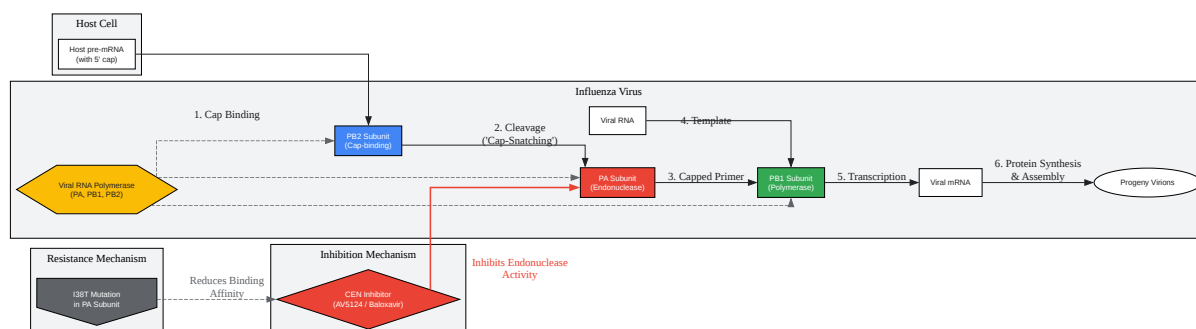 Host Cell
Host pre-mRNA
(with 5' cap)
Influenza Virus
1. Cap Binding
PB2 Subunit
(Cap-binding)
2. Cleavage
('Cap-Snatching')
Viral RNA
4. Template
Viral RNA Polymerase
(PA, PB1, PB2)
PA Subunit
(Endonuclease)
3. Capped Primer
PB1 Subunit
(Polymerase)
5. Transcription
Viral mRNA
6. Protein Synthesis
& Assembly
Progeny Virions
Resistance Mechanism
I38T Mutation
in PA Subunit
Reduces Binding
Affinity
Inhibition Mechanism
CEN Inhibitor
(AV5124 / Baloxavir)
Inhibits Endonuclease
Activity